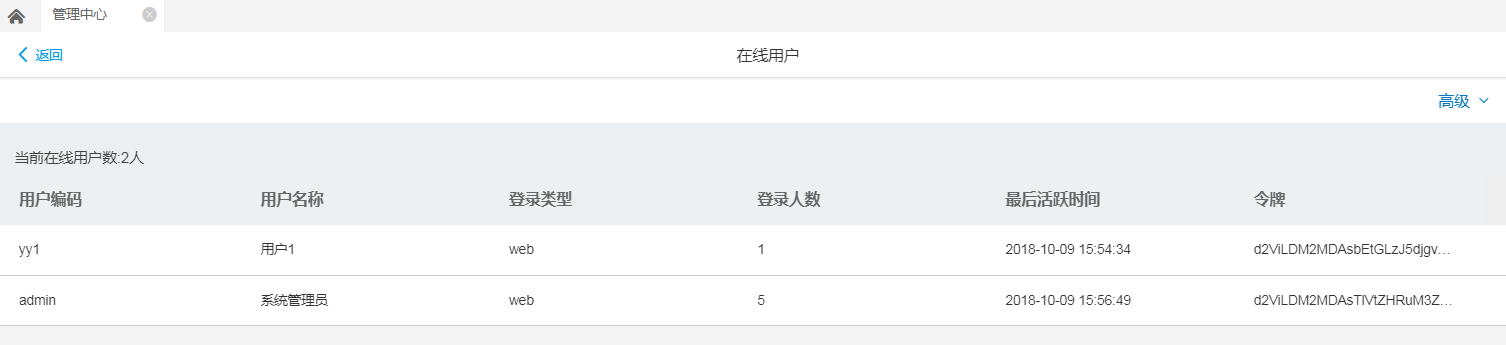 管理中心
返回 在线用户
高级
当前在线用户数:2人
用户编码 用户名称 登录类型 登录人数 最后活跃时间 令牌
yy1 用户1 web 1 2018-10-09 15:54:34 d2ViLDM2MDAsbEtGLzJ5djgv...
admin 系统管理员 web 5 2018-10-09 15:56:49 d2ViLDM2MDAsTlVtZHRuM3Z...